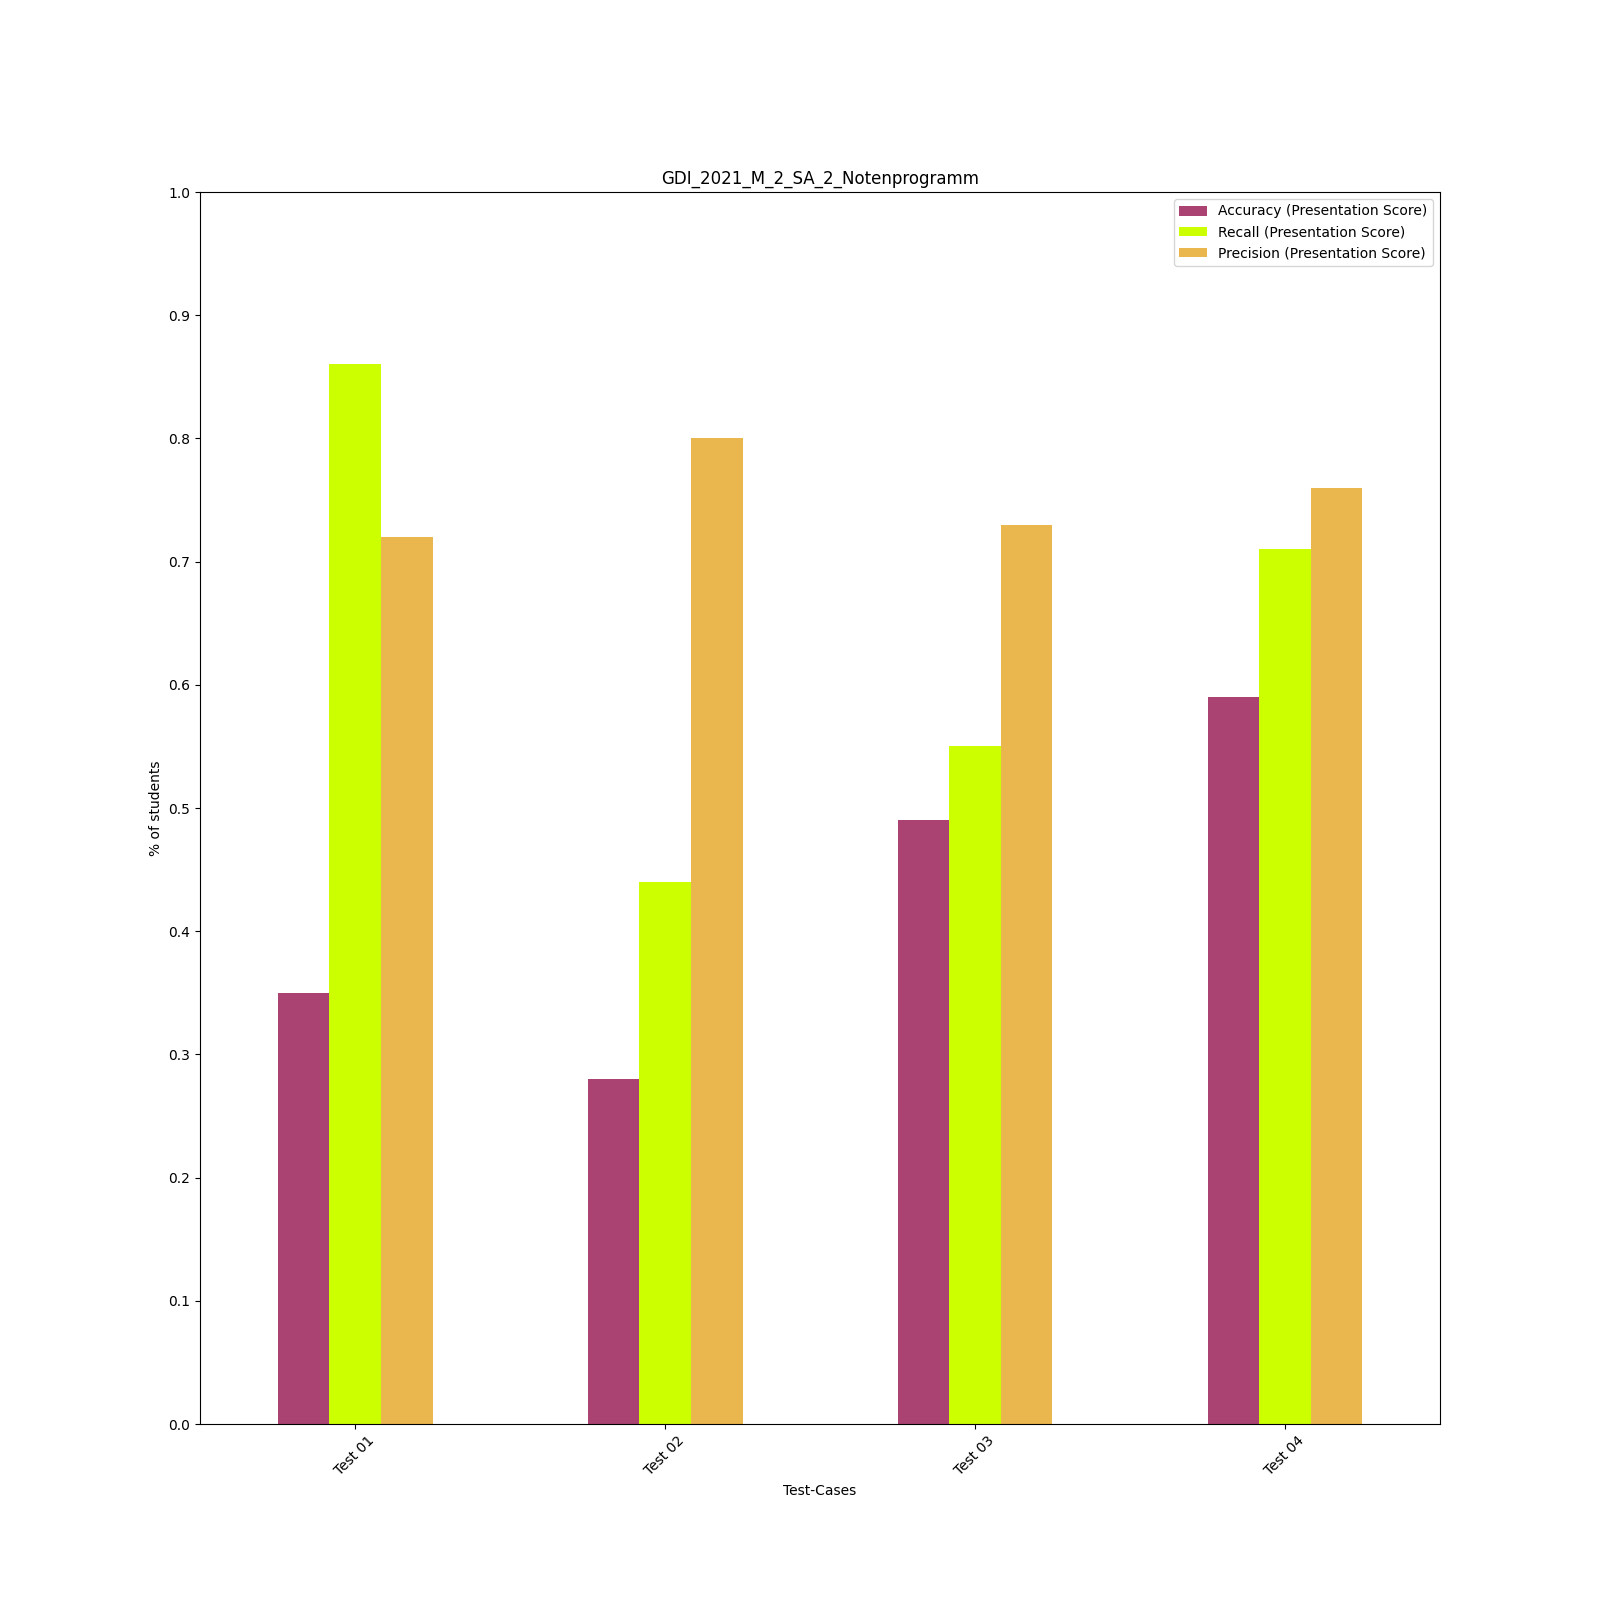 GDI_2021_M_2_SA_2_Notenprogramm
Accuracy (Presentation Score)
Recall (Presentation Score)
Precision (Presentation Score)
1.0
0.9
0.8
0.7
0.6
0.5
0.4
0.3
0.2
0.1
0.0
% of students
Test 01
Test 02
Test 03
Test 04
Test-Cases